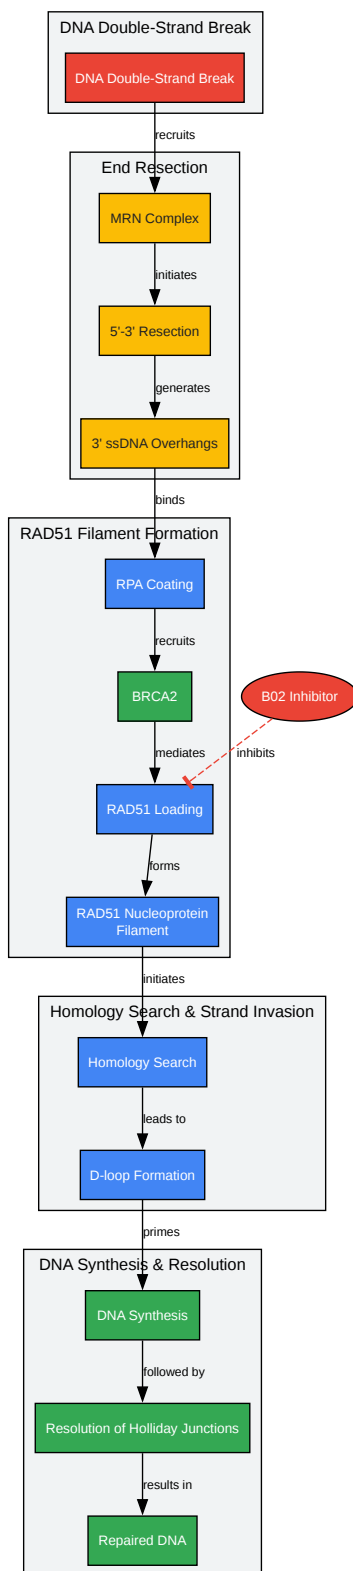 DNA Double-Strand Break
DNA Double-Strand Break
recruits
End Resection
MRN Complex
initiates
5'-3' Resection
generates
3' ssDNA Overhangs
binds
RAD51 Filament Formation
RPA Coating
recruits
BRCA2
B02 Inhibitor
mediates
inhibits
RAD51 Loading
forms
RAD51 Nucleoprotein
Filament
initiates
Homology Search & Strand Invasion
Homology Search
leads to
D-loop Formation
primes
DNA Synthesis & Resolution
DNA Synthesis
followed by
Resolution of Holliday Junctions
results in
Repaired DNA